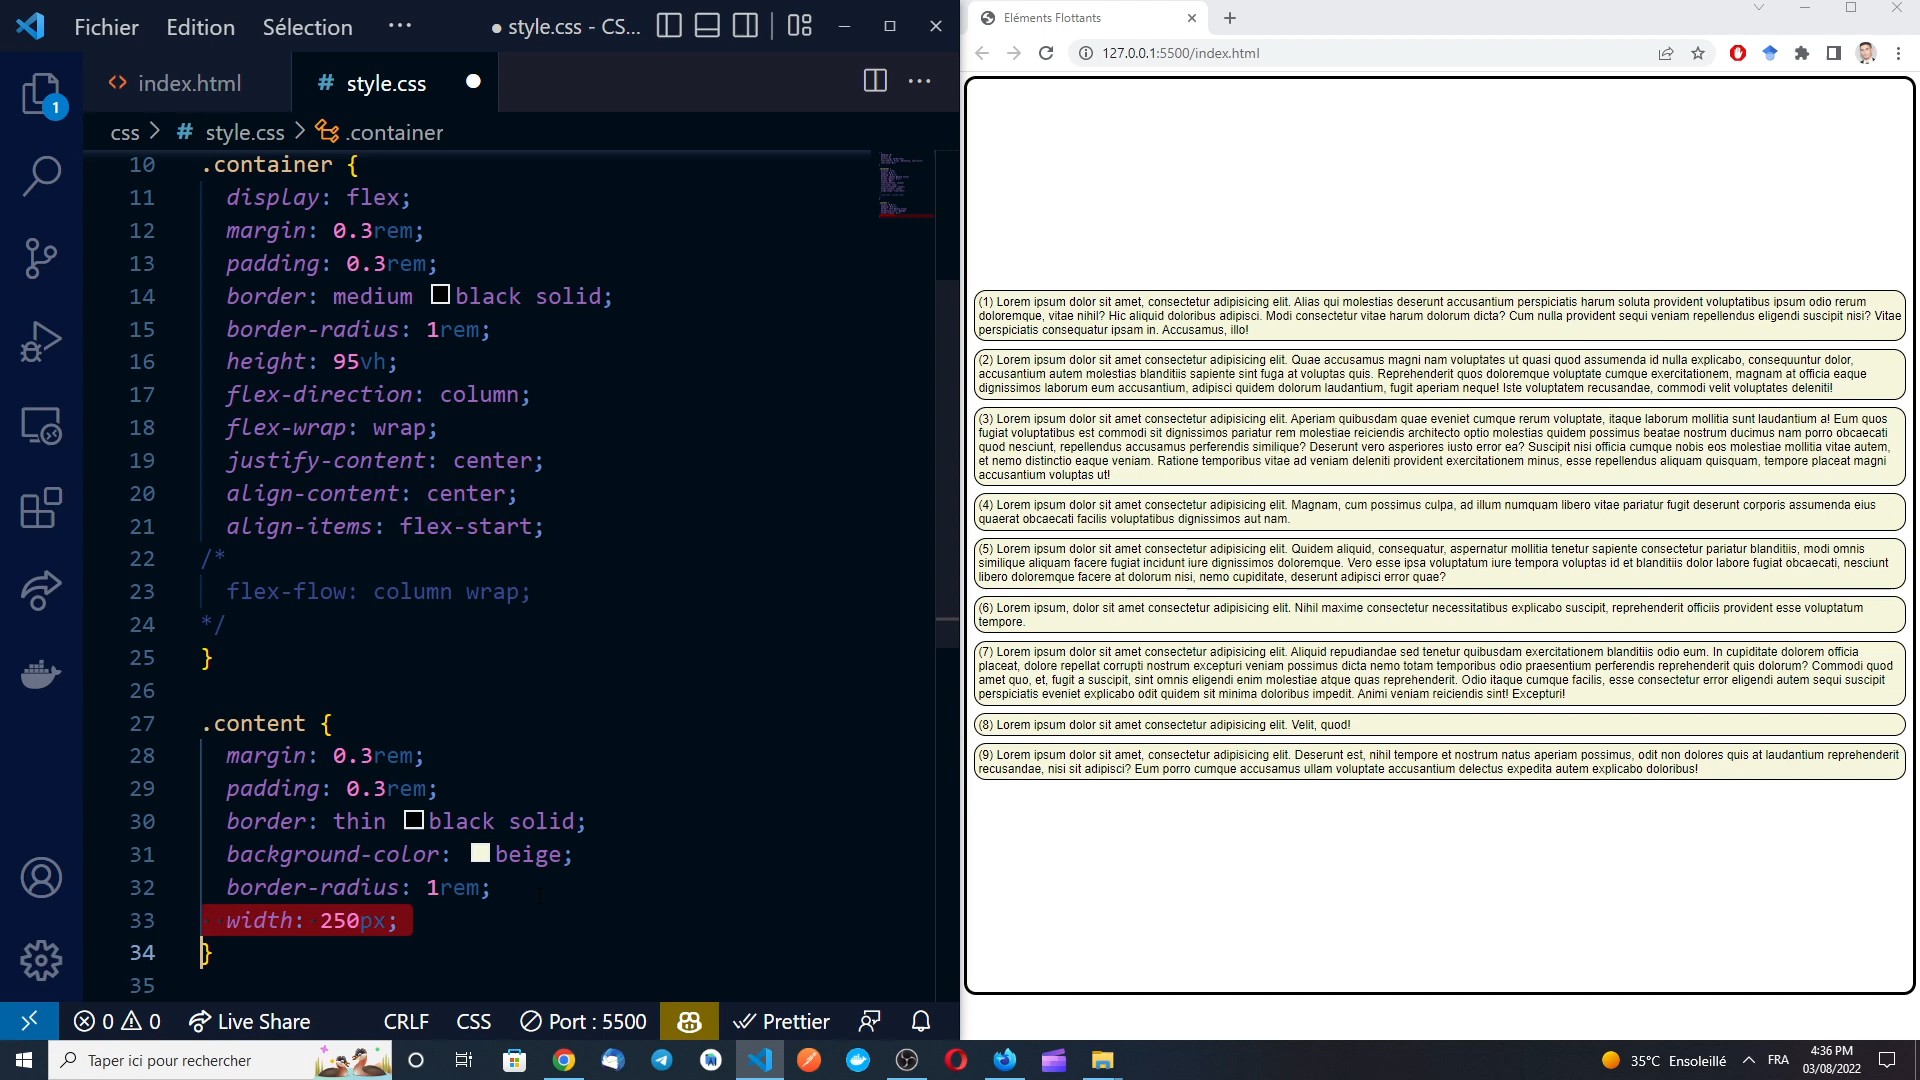 Fichier Edition Sélection ··· ● style.css - CS...
index.html # style.css ●
css > # style.css > .container
10 .container {
11 display: flex;
12 margin: 0.3rem;
13 padding: 0.3rem;
14 border: medium black solid;
15 border-radius: 1rem;
16 height: 95vh;
17 flex-direction: column;
18 flex-wrap: wrap;
19 justify-content: center;
20 align-content: center;
21 align-items: flex-start;
22 /*
23 flex-flow: column wrap;
24 */
25 }
26
27 .content {
28 margin: 0.3rem;
29 padding: 0.3rem;
30 border: thin black solid;
31 background-color: beige;
32 border-radius: 1rem;
33 width: 250px;
34 }
35
1
0 0 Live Share CRLF CSS Port : 5500 Prettier
Eléments Flottants
127.0.0.1:5500/index.html
(1) Lorem ipsum dolor sit amet, consectetur adipisicing elit. Alias qui molestias deserunt accusantium perspiciatis harum soluta provident voluptatibus ipsum odio rerum
doloremque, vitae nihil? Hic aliquid doloribus adipisci. Modi consectetur vitae harum dolorum dicta? Cum nulla provident sequi veniam repellendus eligendi suscipit nisi? Vitae
perspiciatis consequatur ipsam in. Accusamus, illo!
(2) Lorem ipsum dolor sit amet consectetur adipisicing elit. Quae accusamus magni nam voluptates ut quasi quod assumenda id nulla explicabo, consequuntur dolor,
accusantium autem molestias blanditiis sapiente sint fuga at voluptas quis. Reprehenderit quos doloremque voluptate cumque exercitationem, magnam at officia eaque
dignissimos laborum eum accusantium, adipisci quidem dolorum laudantium, fugit aperiam neque! Iste voluptatem recusandae, commodi velit voluptates deleniti!
(3) Lorem ipsum dolor sit amet consectetur adipisicing elit. Aperiam quibusdam quae eveniet cumque rerum voluptate, itaque laborum mollitia sunt laudantium a! Eum quos
fugiat voluptatibus est commodi sit dignissimos pariatur rem molestiae reiciendis architecto optio molestias quidem possimus beatae nostrum ducimus nam porro obcaecati
quod nesciunt, repellendus accusamus perferendis similique? Deserunt vero asperiores iusto error ea? Suscipit nisi officia cumque nobis eos molestiae mollitia vitae autem,
et nemo distinctio eaque veniam. Ratione temporibus vitae ad veniam deleniti provident exercitationem minus, esse repellendus aliquam quisquam, tempore placeat magni
accusantium voluptas ut!
(4) Lorem ipsum dolor sit amet consectetur adipisicing elit. Magnam, cum possimus culpa, ad illum numquam libero vitae pariatur fugit deserunt corporis assumenda eius
quaerat obcaecati facilis voluptatibus dignissimos aut nam.
(5) Lorem ipsum dolor sit amet consectetur adipisicing elit. Quidem aliquid, consequatur, aspernatur mollitia tenetur sapiente consectetur pariatur blanditiis, modi omnis
similique aliquam facere fugiat incidunt iure dignissimos doloremque. Vero esse ipsa voluptatum iure tempora voluptas id et blanditiis dolor labore fugiat obcaecati, nesciunt
libero doloremque facere at dolorum nisi, nemo cupiditate, deserunt adipisci error quae?
(6) Lorem ipsum, dolor sit amet consectetur adipisicing elit. Nihil maxime consectetur necessitatibus explicabo suscipit, reprehenderit officiis provident esse voluptatum
tempore.
(7) Lorem ipsum dolor sit amet consectetur adipisicing elit. Aliquid repudiandae sed tenetur quibusdam exercitationem blanditiis odio eum. In cupiditate dolorem officia
placeat, dolore repellat corrupti nostrum excepturi veniam possimus dicta nemo totam temporibus odio praesentium perferendis reprehenderit quis dolorum? Commodi quod
amet quo, et, fugit a suscipit, sint omnis eligendi enim molestiae atque quas reprehenderit. Odio itaque cumque facilis, esse consectetur error eligendi autem sequi suscipit
perspiciatis eveniet explicabo odit quidem sit minima doloribus impedit. Animi veniam reiciendis sint! Excepturi!
(8) Lorem ipsum dolor sit amet consectetur adipisicing elit. Velit, quod!
(9) Lorem ipsum dolor sit amet, consectetur adipisicing elit. Deserunt est, nihil tempore et nostrum natus aperiam possimus, odit non dolores quis at laudantium reprehenderit
recusandae, nisi sit adipisci? Eum porro cumque accusamus ullam voluptate accusantium delectus expedita autem explicabo doloribus!
Taper ici pour rechercher
35°C Ensoleillé FRA 4:36 PM
03/08/2022